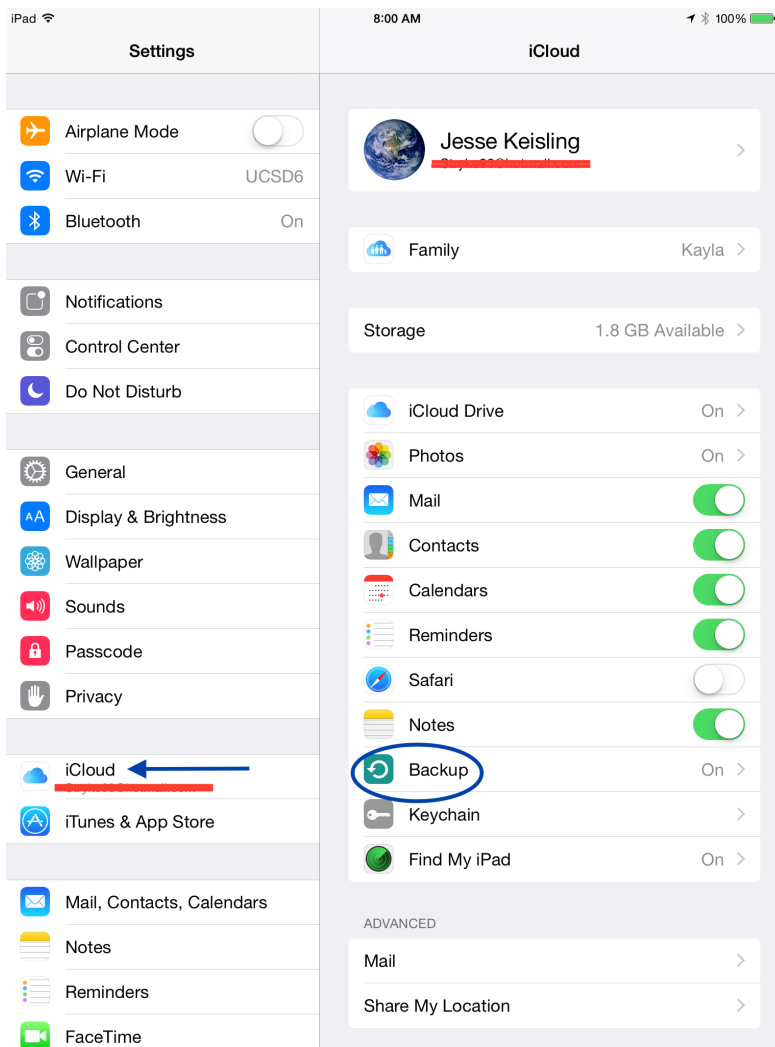 iPad
8:00 AM
100%
Settings
iCloud
Airplane Mode
Wi-Fi
UCSD6
Bluetooth
On
Notifications
Control Center
Do Not Disturb
General
AA
Display & Brightness
Wallpaper
Sounds
Passcode
Privacy
iCloud
iTunes & App Store
Mail, Contacts, Calendars
Notes
Reminders
FaceTime
Jesse Keisling
Family
Kayla
Storage
1.8 GB Available
iCloud Drive
On
Photos
On
Mail
Contacts
Calendars
Reminders
Safari
Notes
Backup
On
Keychain
Find My iPad
On
ADVANCED
Mail
Share My Location